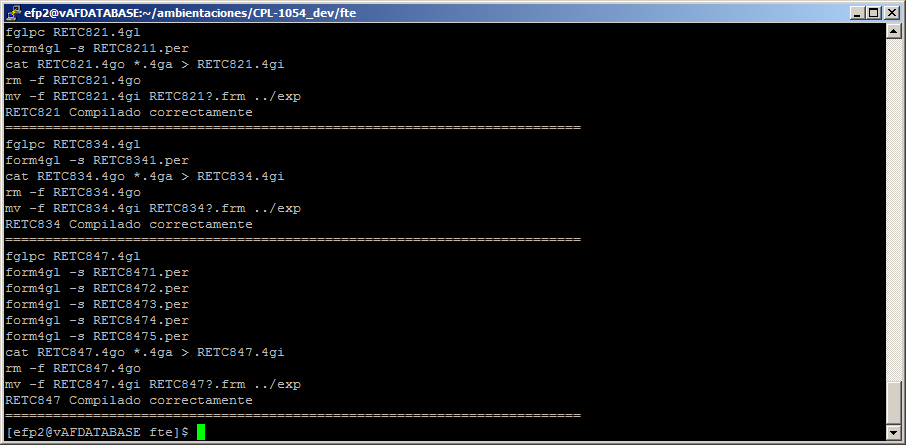 efp2@vAFDATABASE:~/ambientaciones/CPL-1054_dev/fte
fglpc RETC821.4gl
form4gl -s RETC8211.per
cat RETC821.4go *.4ga > RETC821.4gi
rm -f RETC821.4go
mv -f RETC821.4gi RETC821?.frm ../exp
RETC821 Compilado correctamente
========================================================================
fglpc RETC834.4gl
form4gl -s RETC8341.per
cat RETC834.4go *.4ga > RETC834.4gi
rm -f RETC834.4go
mv -f RETC834.4gi RETC834?.frm ../exp
RETC834 Compilado correctamente
========================================================================
fglpc RETC847.4gl
form4gl -s RETC8471.per
form4gl -s RETC8472.per
form4gl -s RETC8473.per
form4gl -s RETC8474.per
form4gl -s RETC8475.per
cat RETC847.4go *.4ga > RETC847.4gi
rm -f RETC847.4go
mv -f RETC847.4gi RETC847?.frm ../exp
RETC847 Compilado correctamente
========================================================================
[efp2@vAFDATABASE fte]$